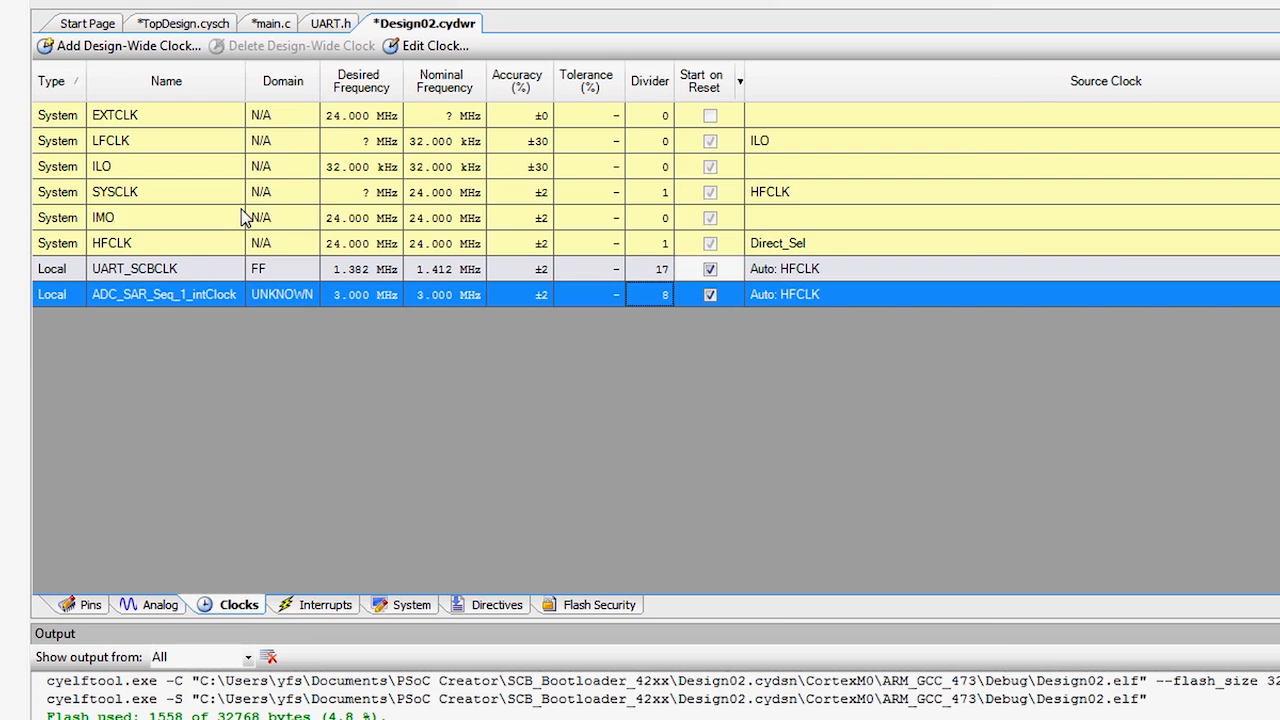 Start Page *TopDesign.cysch *main.c UART.h *Design02.cydwr
Add Design-Wide Clock... Delete Design-Wide Clock Edit Clock...
Type / Name Domain Desired Frequency Nominal Frequency Accuracy (%) Tolerance (%) Divider Start on Reset Source Clock
System EXTCLK N/A 24.000 MHz ? MHz ±0 - 0
System LFCLK N/A ? MHz 32.000 kHz ±30 - 0 ILO
System ILO N/A 32.000 kHz 32.000 kHz ±30 - 0
System SYSCLK N/A ? MHz 24.000 MHz ±2 - 1 HFCLK
System IMO N/A 24.000 MHz 24.000 MHz ±2 - 0
System HFCLK N/A 24.000 MHz 24.000 MHz ±2 - 1 Direct_Sel
Local UART_SCBCLK FF 1.382 MHz 1.412 MHz ±2 - 17 Auto: HFCLK
Local ADC_SAR_Seq_1_intClock UNKNOWN 3.000 MHz 3.000 MHz ±2 - 8 Auto: HFCLK
Pins Analog Clocks Interrupts System Directives Flash Security
Output
Show output from: All
cyelftool.exe -C "C:\Users\yfs\Documents\PSoC Creator\SCB_Bootloader_42xx\Design02.cydsn\CortexM0\ARM_GCC_473\Debug\Design02.elf" --flash_size 32
cyelftool.exe -S "C:\Users\yfs\Documents\PSoC Creator\SCB_Bootloader_42xx\Design02.cydsn\CortexM0\ARM_GCC_473\Debug\Design02.elf"
Flash used: 1558 of 32768 bytes (4.8 %).